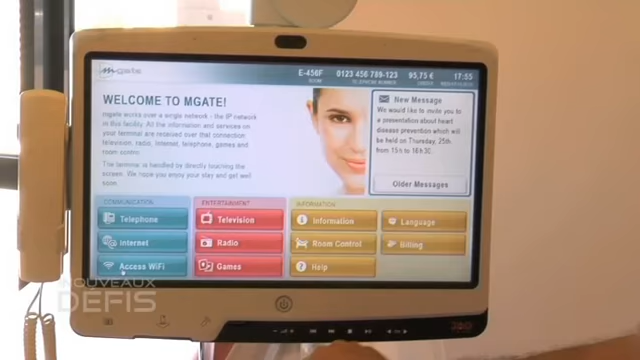 mgate
E-456F 0123 456 789-123 95,75 € 17:55
ROOM TELEPHONE NUMBER
WELCOME TO MGATE!
mgate works over a single network - the IP network
in this facility. All the information and services on
your terminal are received over that connection:
television, radio, Internet, telephone, games and
room control.
The terminal is handled by directly touching the
screen. We hope you enjoy your stay and get well
soon.
New Message
We would like to invite you to
a presentation about heart
disease prevention which will
be held on Thursday, 25th
from 15h to 16h30.
Older Messages
COMMUNICATION
Telephone
Internet
Access WiFi
ENTERTAINMENT
Television
Radio
Games
INFORMATION
Information
Room Control
Help
Language
Billing
NOUVEAUX
DÉFIS